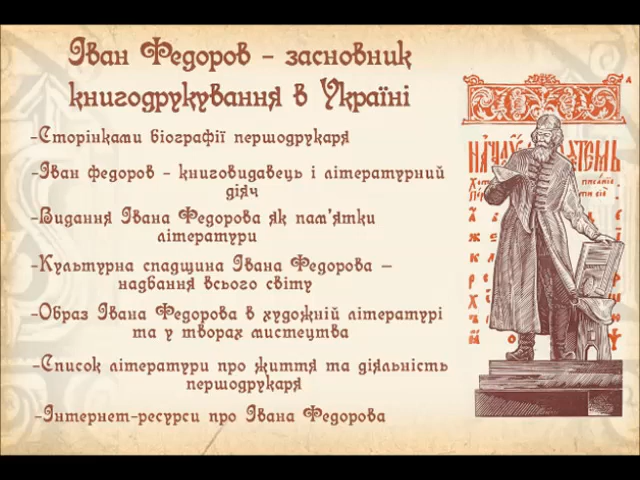 Іван Федоров – засновник
книгодрукування в Україні
-Сторінками біографії першодрукаря
-Іван федоров – книговидавець і літературний
діяч
-Видання Івана Федорова як пам'ятки
літератури
-Культурна спадщина Івана Федорова –
надбання всього світу
-Образ Івана Федорова в художній літературі
та у творах мистецтва
-Список літератури про життя та діяльність
першодрукаря
-Інтернет-ресурси про Івана Федорова